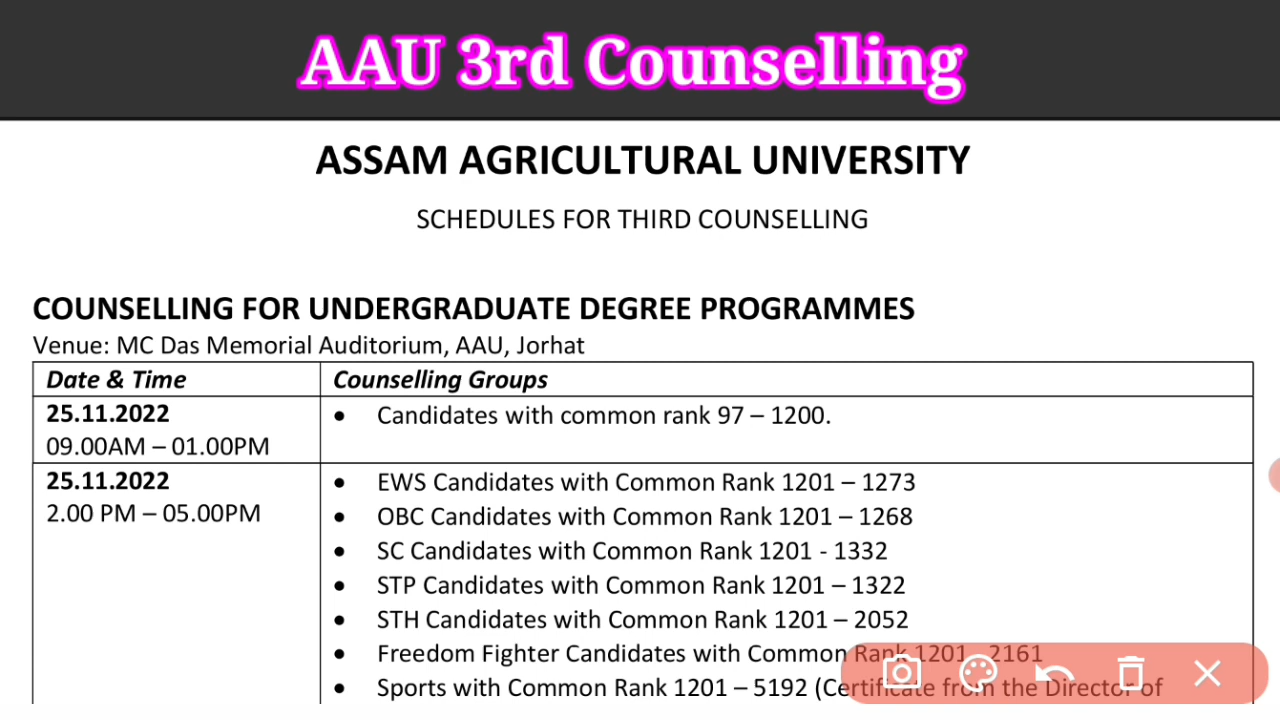 AAU 3rd Counselling
ASSAM AGRICULTURAL UNIVERSITY
SCHEDULES FOR THIRD COUNSELLING
COUNSELLING FOR UNDERGRADUATE DEGREE PROGRAMMES
Venue: MC Das Memorial Auditorium, AAU, Jorhat
Date & Time Counselling Groups
25.11.2022 • Candidates with common rank 97 – 1200.
09.00AM – 01.00PM
25.11.2022 • EWS Candidates with Common Rank 1201 – 1273
2.00 PM – 05.00PM • OBC Candidates with Common Rank 1201 – 1268
• SC Candidates with Common Rank 1201 - 1332
• STP Candidates with Common Rank 1201 – 1322
• STH Candidates with Common Rank 1201 – 2052
• Freedom Fighter Candidates with Common Rank 1201 - 2161
• Sports with Common Rank 1201 – 5192 (Certificate from the Director of